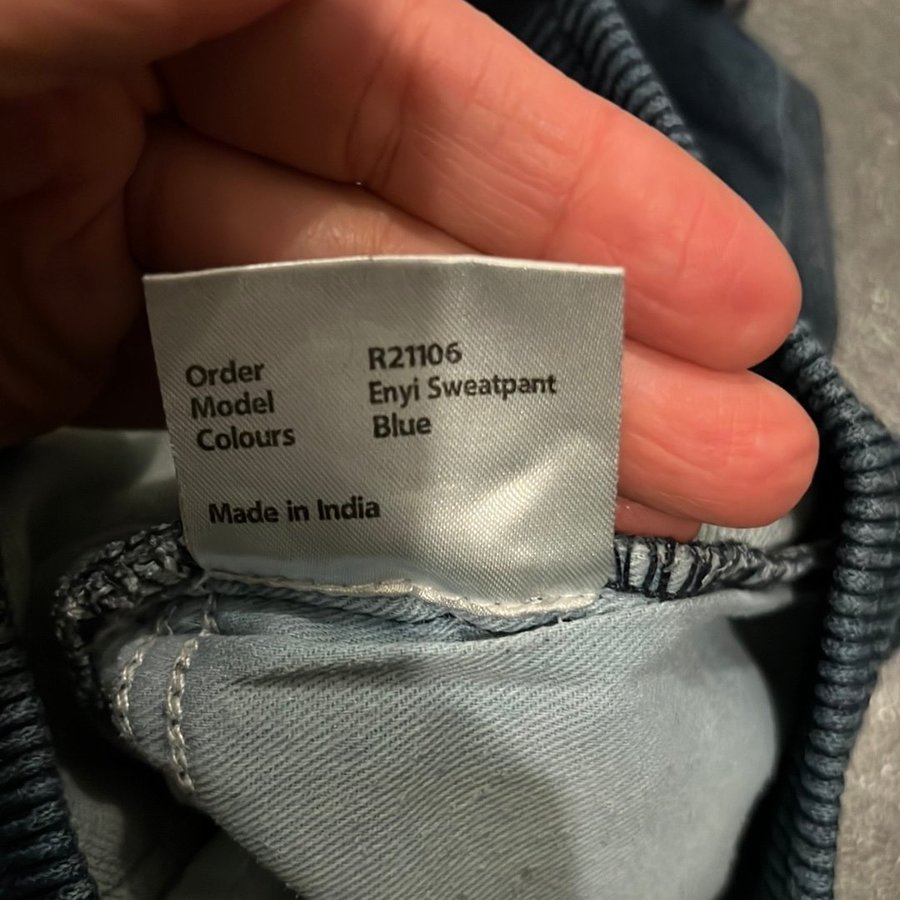 Order R21106
Model Enyi Sweatpant
Colours Blue
Made in India